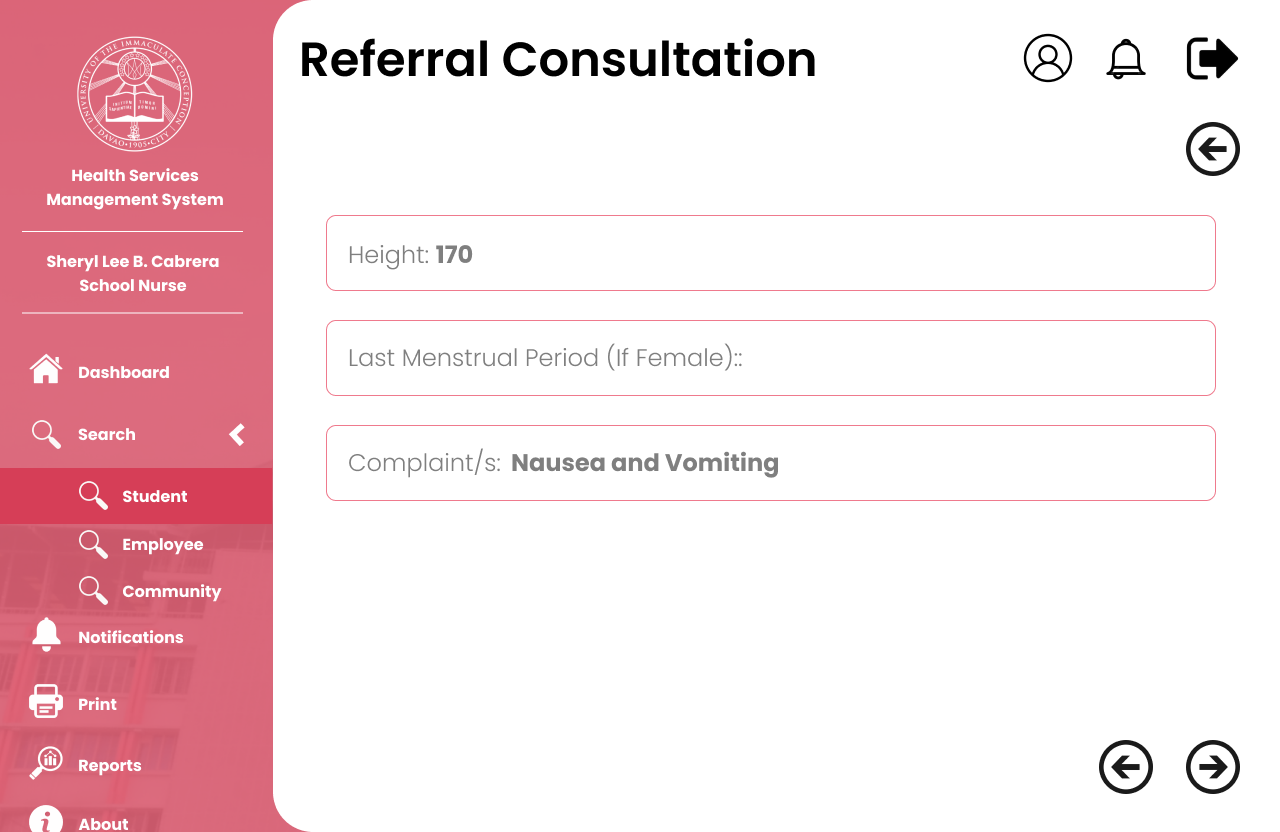 UNIVERSITY OF THE IMMACULATE CONCEPTION
DAVAO • 1905 • CITY
Health Services
Management System
Sheryl Lee B. Cabrera
School Nurse
Dashboard
Search
Student
Employee
Community
Notifications
Print
Reports
About
Referral Consultation
Height: 170
Last Menstrual Period (If Female)::
Complaint/s: Nausea and Vomiting